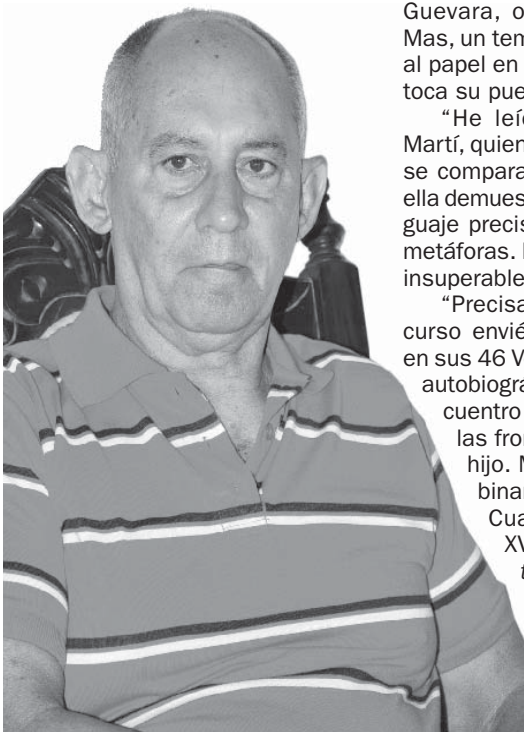 Guevara, o
Mas, un tem
al papel en
toca su pue
“He leíd
Martí, quien
se compara
ella demues
guaje precis
metáforas.
insuperable
“Precisa
curso envié
en sus 46 V
autobiográ
cuentro
las fron
hijo. M
binar
Cua
XV
t